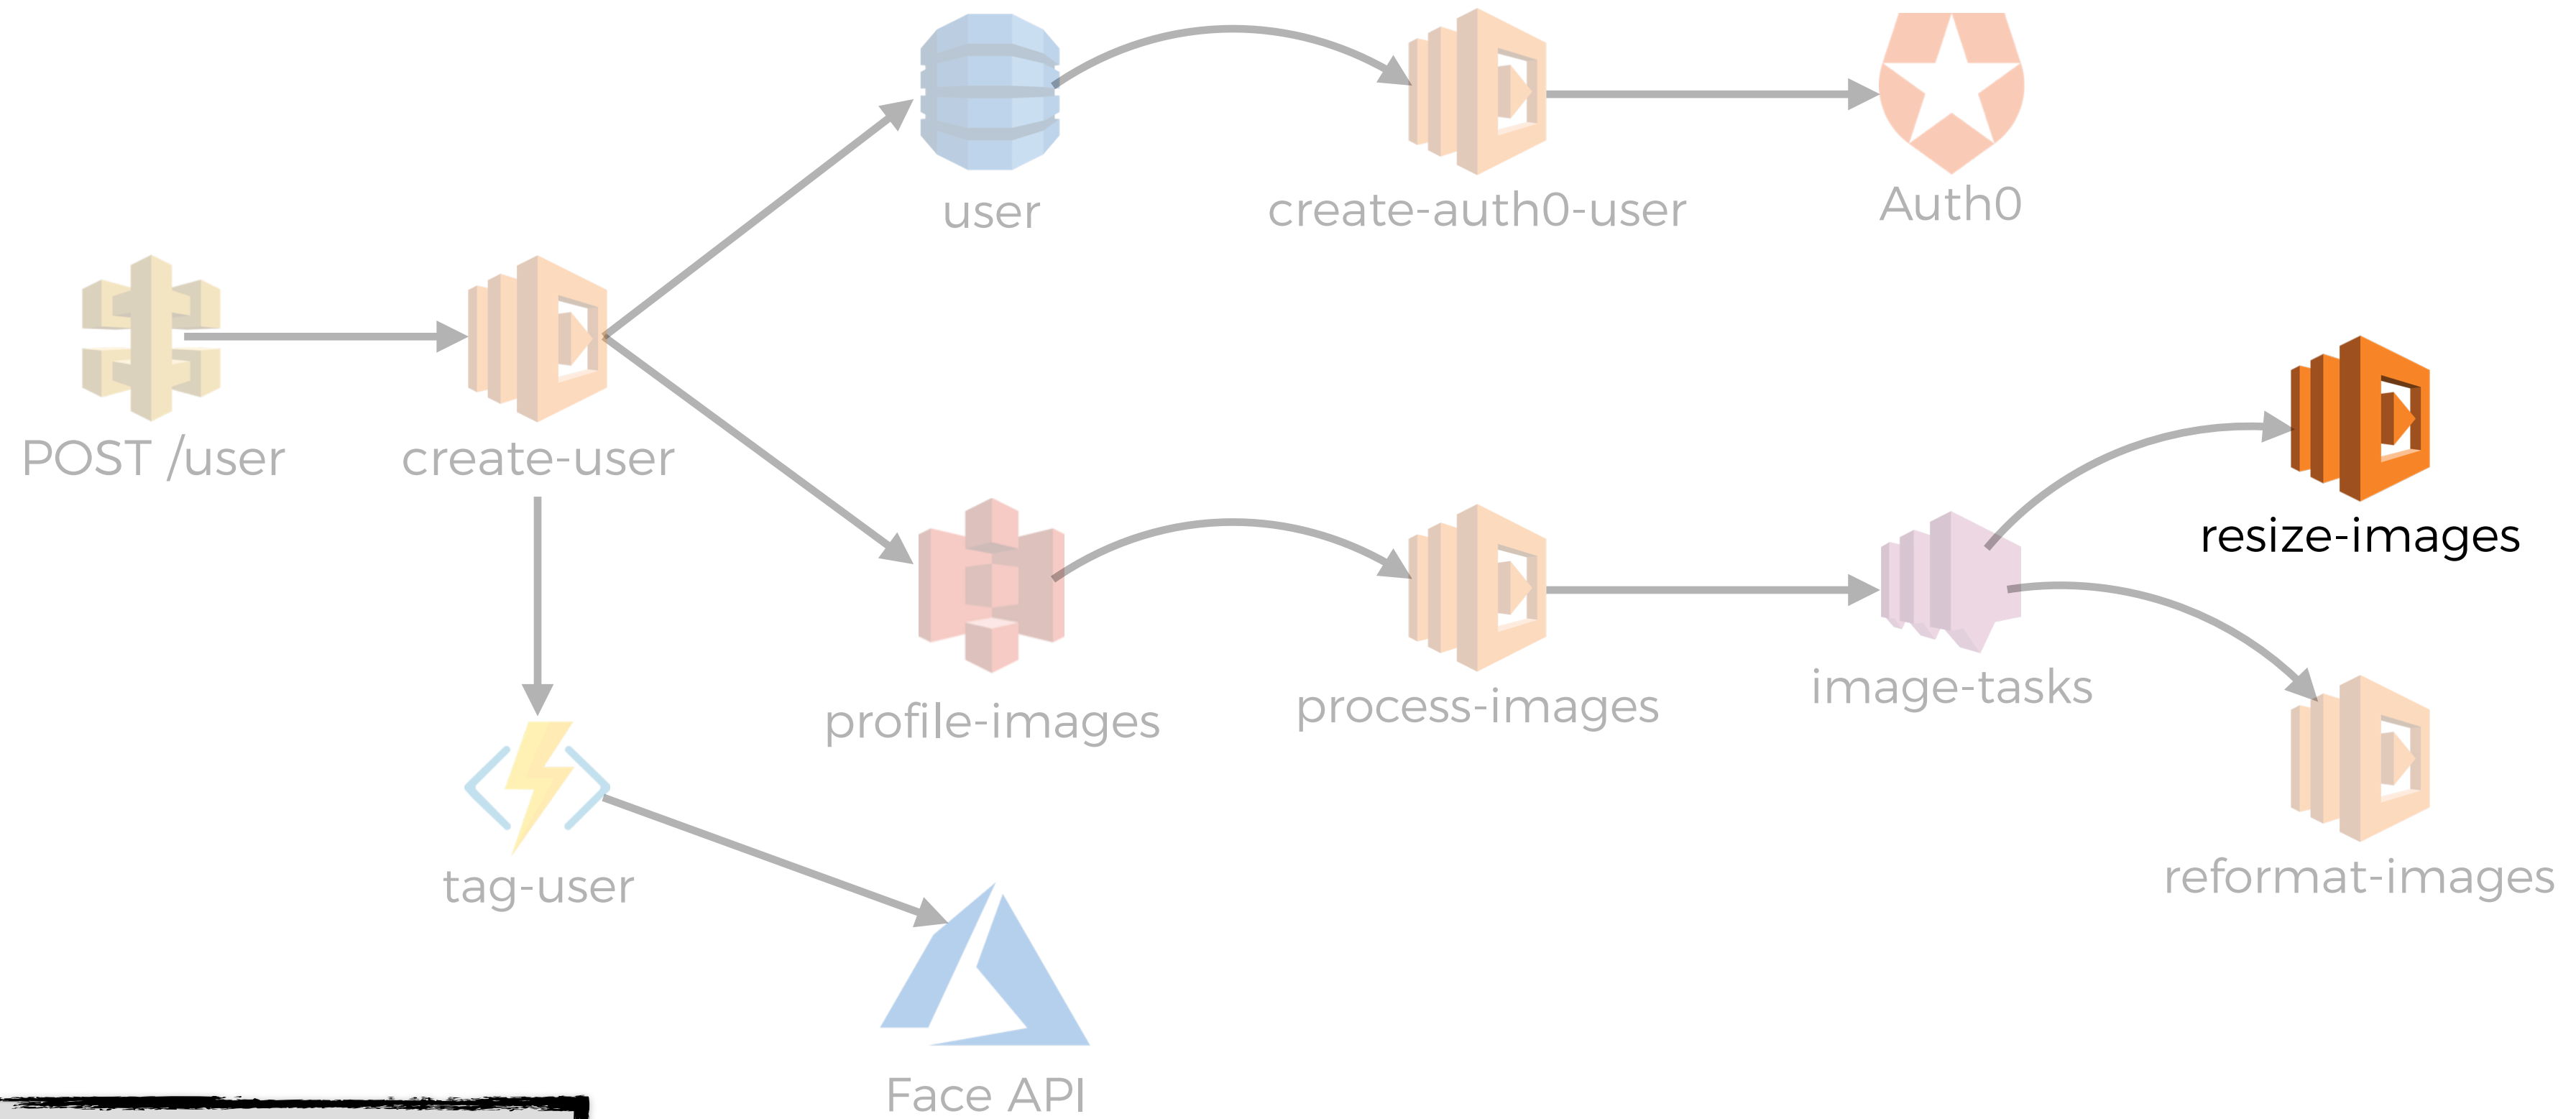 user
create-auth0-user
Auth0
POST /user
create-user
resize-images
profile-images
process-images
image-tasks
tag-user
reformat-images
Face API